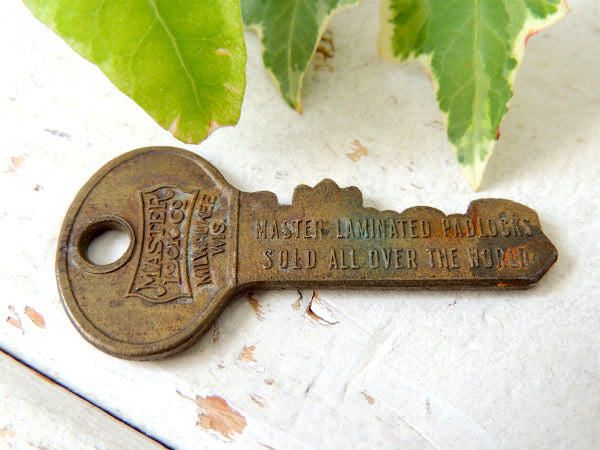 MASTER
LOCK CO
MILWAUKEE
WIS.
MASTER LAMINATED PADLOCKS
SOLD ALL OVER THE WORLD